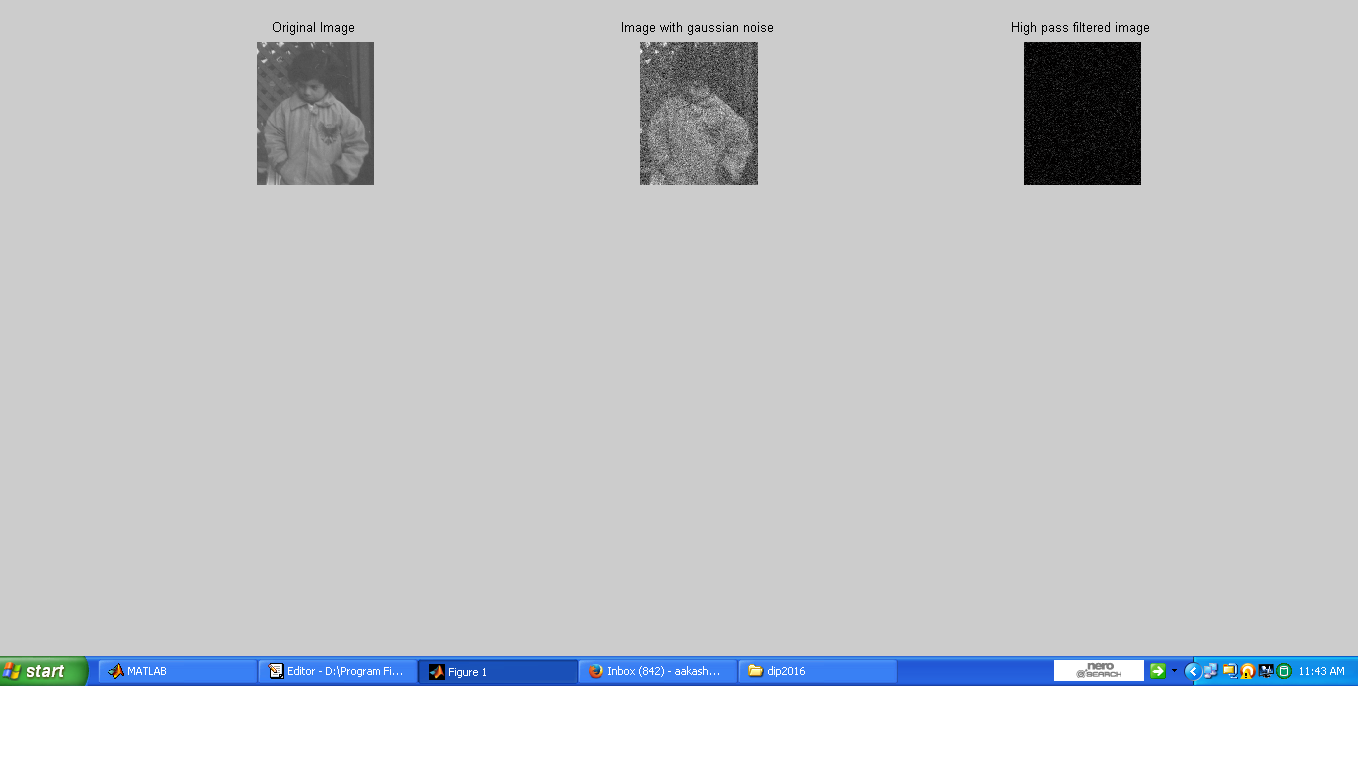 Original Image
Image with gaussian noise
High pass filtered image
start
MATLAB
Editor - D:\Program Fi...
Figure 1
Inbox (842) - aakash...
dip2016
nero
SEARCH
11:43 AM